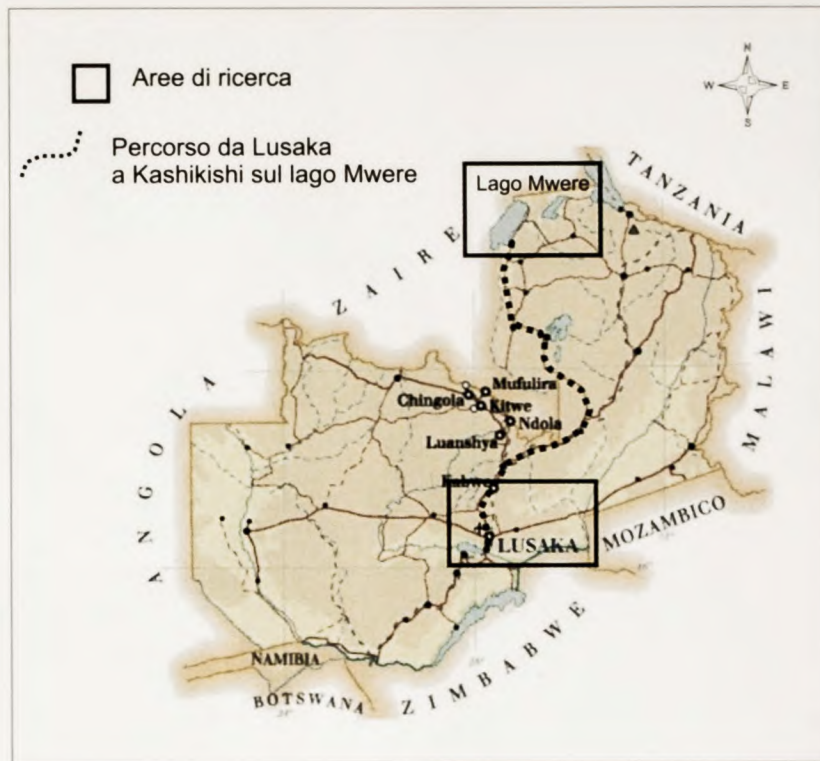 Aree di ricerca
Percorso da Lusaka
a Kashikishi sul lago Mwere
N
W E
S
Lago Mwere
TANZANIA
ZAIRE
MALAWI
ANGOLA
Mufulira
Chingola
Kitwe
Ndola
Luanshya
Kabwe
LUSAKA
MOZAMBICO
NAMIBIA
BOTSWANA
ZIMBABWE